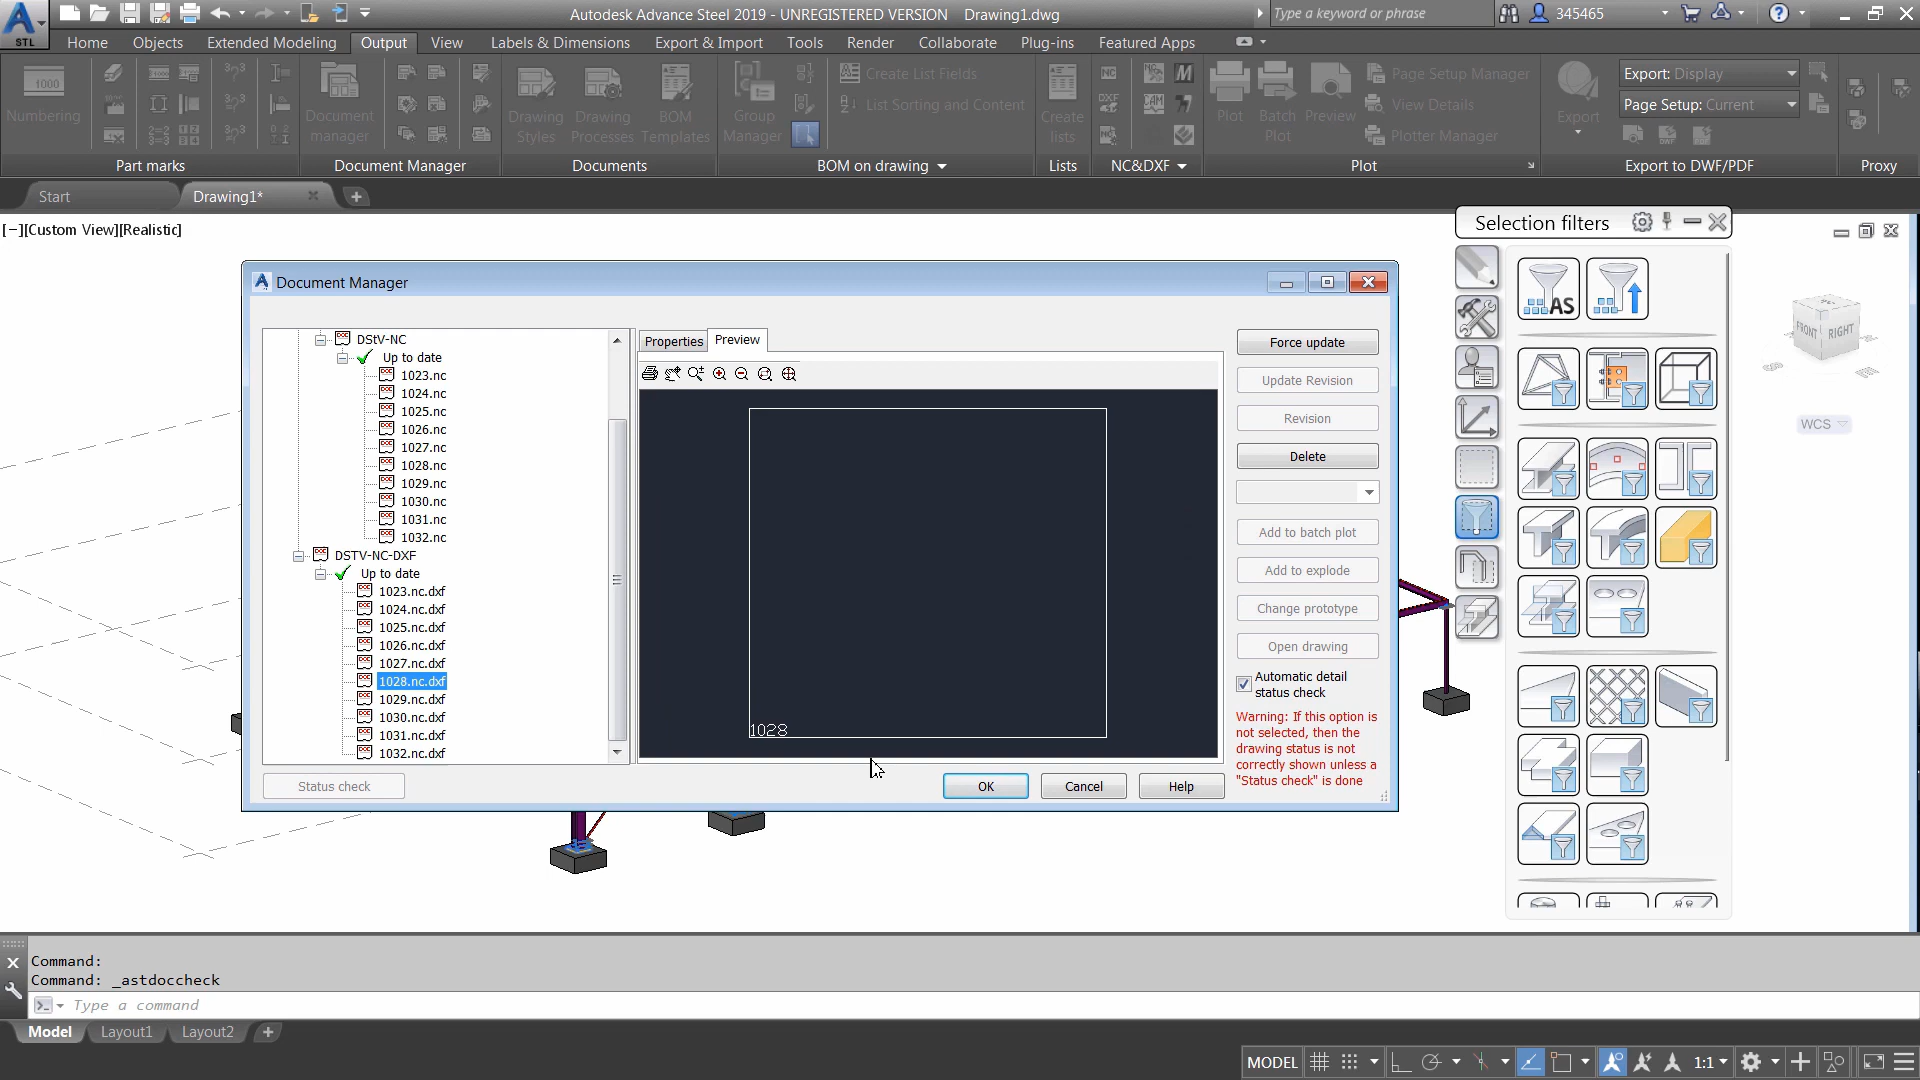 Autodesk Advance Steel 2019 - UNREGISTERED VERSION Drawing1.dwg
Type a keyword or phrase
345465
STL
Home Objects Extended Modeling Output View Labels & Dimensions Export & Import Tools Render Collaborate Plug-ins Featured Apps
Numbering
Document manager
Drawing Styles
Drawing Processes
BOM Templates
Group Manager
Create List Fields
List Sorting and Content
Create lists
Plot
Batch Plot
Preview
Page Setup Manager
View Details
Plotter Manager
Export
Export: Display
Page Setup: Current
Part marks
Document Manager
Documents
BOM on drawing
Lists
NC&DXF
Plot
Export to DWF/PDF
Proxy
Start
Drawing1*
[−][Custom View][Realistic]
Selection filters
AS
FRONT
RIGHT
WCS
Document Manager
DStV-NC
Up to date
1023.nc
1024.nc
1025.nc
1026.nc
1027.nc
1028.nc
1029.nc
1030.nc
1031.nc
1032.nc
DSTV-NC-DXF
Up to date
1023.nc.dxf
1024.nc.dxf
1025.nc.dxf
1026.nc.dxf
1027.nc.dxf
1028.nc.dxf
1029.nc.dxf
1030.nc.dxf
1031.nc.dxf
1032.nc.dxf
Properties
Preview
1028
Force update
Update Revision
Revision
Delete
Add to batch plot
Add to explode
Change prototype
Open drawing
Automatic detail
status check
Warning: If this option is
not selected, then the
drawing status is not
correctly shown unless a
"Status check" is done
Status check
OK
Cancel
Help
Command:
Command: _astdoccheck
Type a command
Model
Layout1
Layout2
MODEL
1:1